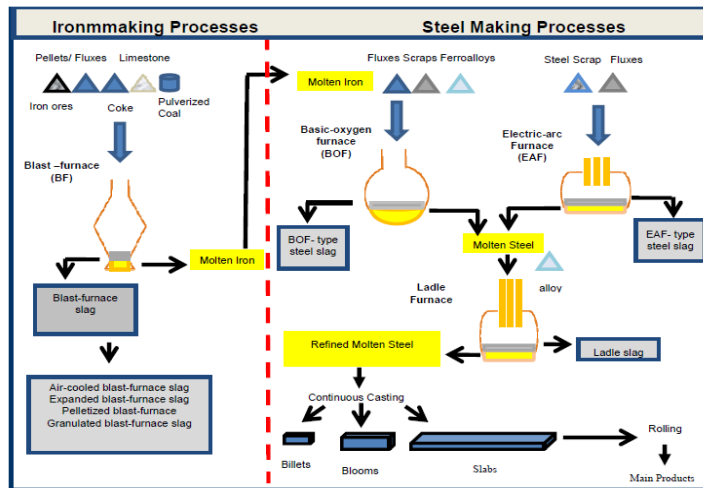 Ironmmaking Processes
Steel Making Processes
Pellets/ Fluxes
Limestone
Iron ores
Coke
Pulverized
Coal
Blast –furnace
(BF)
Molten Iron
Blast-furnace
slag
Air-cooled blast-furnace slag
Expanded blast-furnace slag
Pelletized blast-furnace
Granulated blast-furnace slag
Molten Iron
Fluxes Scraps Ferroalloys
Steel Scrap
Fluxes
Basic-oxygen
furnace
(BOF)
Electric-arc
Furnace
(EAF)
BOF- type
steel slag
Molten Steel
EAF- type
steel slag
Ladle
Furnace
alloy
Refined Molten Steel
Ladle slag
Continuous Casting
Billets
Blooms
Slabs
Rolling
Main Products